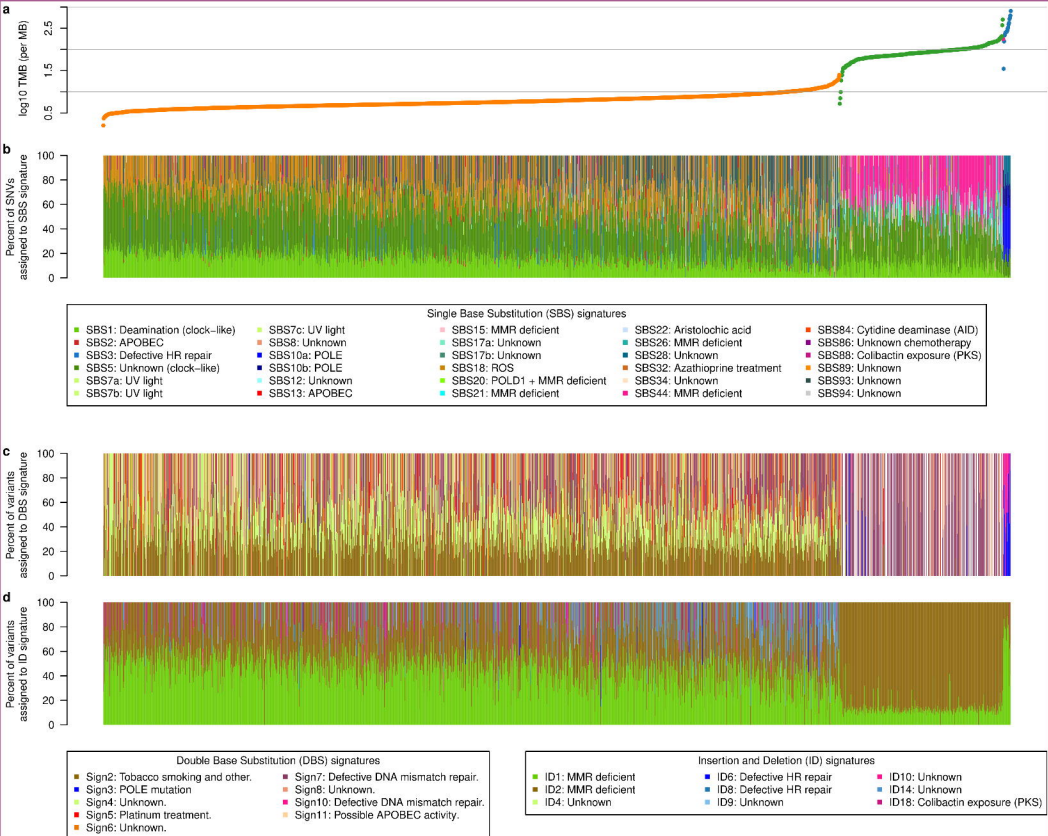 a
log10 TMB (per MB)
2.5
1.5
0.5
b
Percent of SNVs
assigned to SBS signature
100
80
60
40
20
0
Single Base Substitution (SBS) signatures
SBS1: Deamination (clock−like)
SBS2: APOBEC
SBS3: Defective HR repair
SBS5: Unknown (clock−like)
SBS7a: UV light
SBS7b: UV light
SBS7c: UV light
SBS8: Unknown
SBS10a: POLE
SBS10b: POLE
SBS12: Unknown
SBS13: APOBEC
SBS15: MMR deficient
SBS17a: Unknown
SBS17b: Unknown
SBS18: ROS
SBS20: POLD1 + MMR deficient
SBS21: MMR deficient
SBS22: Aristolochic acid
SBS26: MMR deficient
SBS28: Unknown
SBS32: Azathioprine treatment
SBS34: Unknown
SBS44: MMR deficient
SBS84: Cytidine deaminase (AID)
SBS86: Unknown chemotherapy
SBS88: Colibactin exposure (PKS)
SBS89: Unknown
SBS93: Unknown
SBS94: Unknown
c
Percent of variants
assigned to DBS signature
100
80
60
40
20
0
d
Percent of variants
assigned to ID signature
100
80
60
40
20
0
Double Base Substitution (DBS) signatures
Sign2: Tobacco smoking and other.
Sign3: POLE mutation
Sign4: Unknown.
Sign5: Platinum treatment.
Sign6: Unknown.
Sign7: Defective DNA mismatch repair.
Sign8: Unknown.
Sign10: Defective DNA mismatch repair.
Sign11: Possible APOBEC activity.
Insertion and Deletion (ID) signatures
ID1: MMR deficient
ID2: MMR deficient
ID4: Unknown
ID6: Defective HR repair
ID8: Defective HR repair
ID9: Unknown
ID10: Unknown
ID14: Unknown
ID18: Colibactin exposure (PKS)